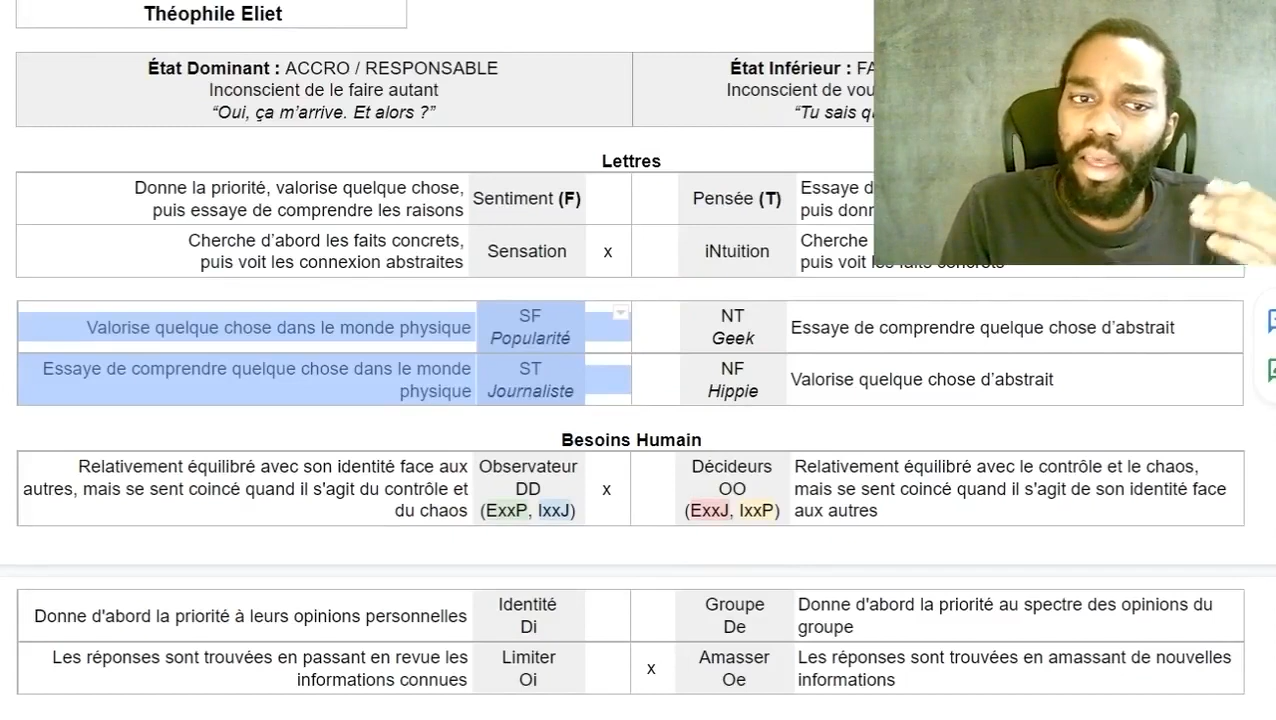 Théophile Eliet
État Dominant : ACCRO / RESPONSABLE
Inconscient de le faire autant
“Oui, ça m’arrive. Et alors ?”
État Inférieur : FA
Inconscient de vou
“Tu sais q
Lettres
Donne la priorité, valorise quelque chose,
puis essaye de comprendre les raisons
Sentiment (F)
Pensée (T)
Essaye d
puis donn
Cherche d’abord les faits concrets,
puis voit les connexion abstraites
Sensation
x
iNtuition
Cherche
puis voit les faits concrets
Valorise quelque chose dans le monde physique
SF
Popularité
NT
Geek
Essaye de comprendre quelque chose d’abstrait
Essaye de comprendre quelque chose dans le monde
physique
ST
Journaliste
NF
Hippie
Valorise quelque chose d’abstrait
Besoins Humain
Relativement équilibré avec son identité face aux
autres, mais se sent coincé quand il s'agit du contrôle et
du chaos
Observateur
DD
(ExxP, IxxJ)
x
Décideurs
OO
(ExxJ, IxxP)
Relativement équilibré avec le contrôle et le chaos,
mais se sent coincé quand il s'agit de son identité face
aux autres
Donne d'abord la priorité à leurs opinions personnelles
Identité
Di
Groupe
De
Donne d'abord la priorité au spectre des opinions du
groupe
Les réponses sont trouvées en passant en revue les
informations connues
Limiter
Oi
x
Amasser
Oe
Les réponses sont trouvées en amassant de nouvelles
informations